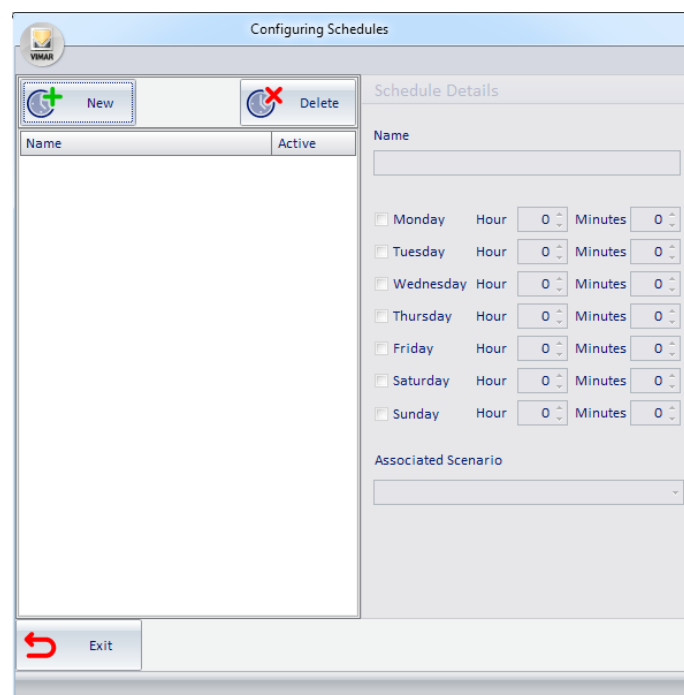 Configuring Schedules
VIMAR
New
Delete
Schedule Details
Name Active
Name
Monday Hour 0 Minutes 0
Tuesday Hour 0 Minutes 0
Wednesday Hour 0 Minutes 0
Thursday Hour 0 Minutes 0
Friday Hour 0 Minutes 0
Saturday Hour 0 Minutes 0
Sunday Hour 0 Minutes 0
Associated Scenario
Exit